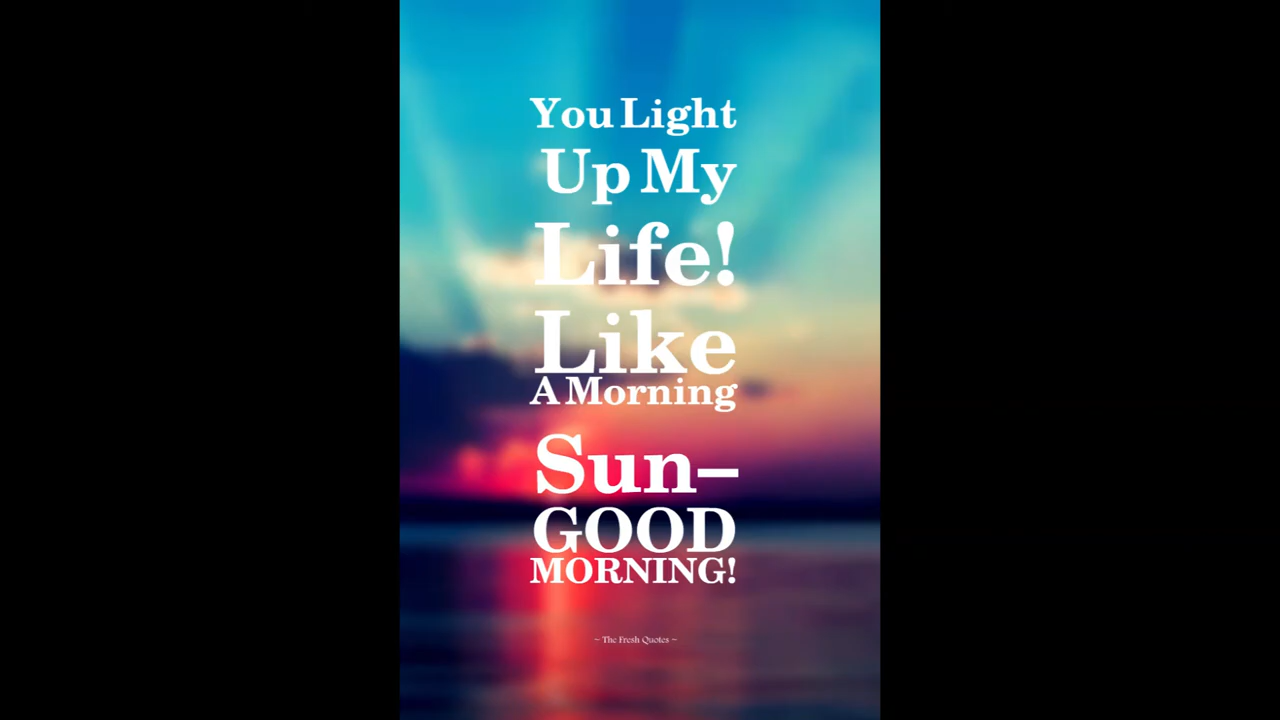 You Light
Up My
Life!
Like
A Morning
Sun–
GOOD
MORNING!
~ The Fresh Quotes ~